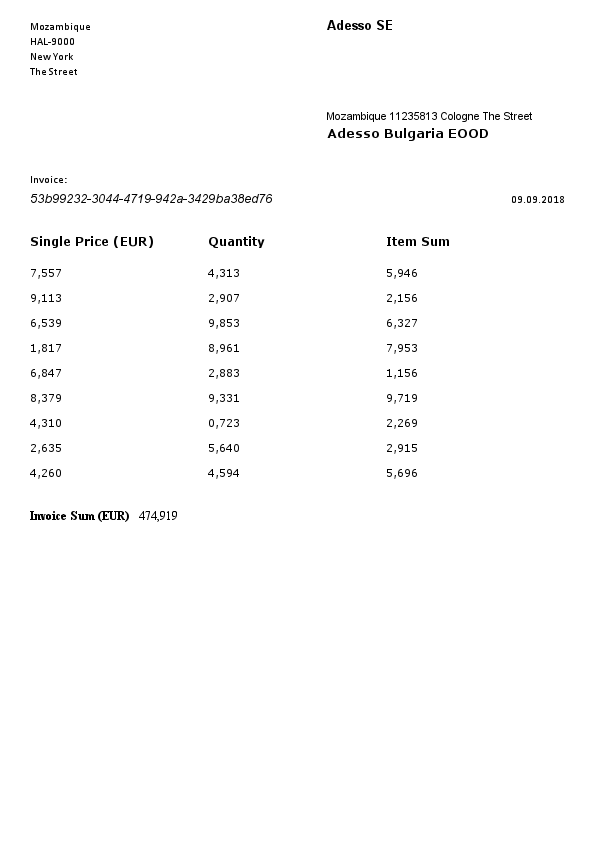 Mozambique
HAL-9000
New York
The Street
Adesso SE
Mozambique 11235813 Cologne The Street
Adesso Bulgaria EOOD
Invoice:
53b99232-3044-4719-942a-3429ba38ed76 09.09.2018
Single Price (EUR) Quantity Item Sum
7,557 4,313 5,946
9,113 2,907 2,156
6,539 9,853 6,327
1,817 8,961 7,953
6,847 2,883 1,156
8,379 9,331 9,719
4,310 0,723 2,269
2,635 5,640 2,915
4,260 4,594 5,696
Invoice Sum (EUR) 474,919